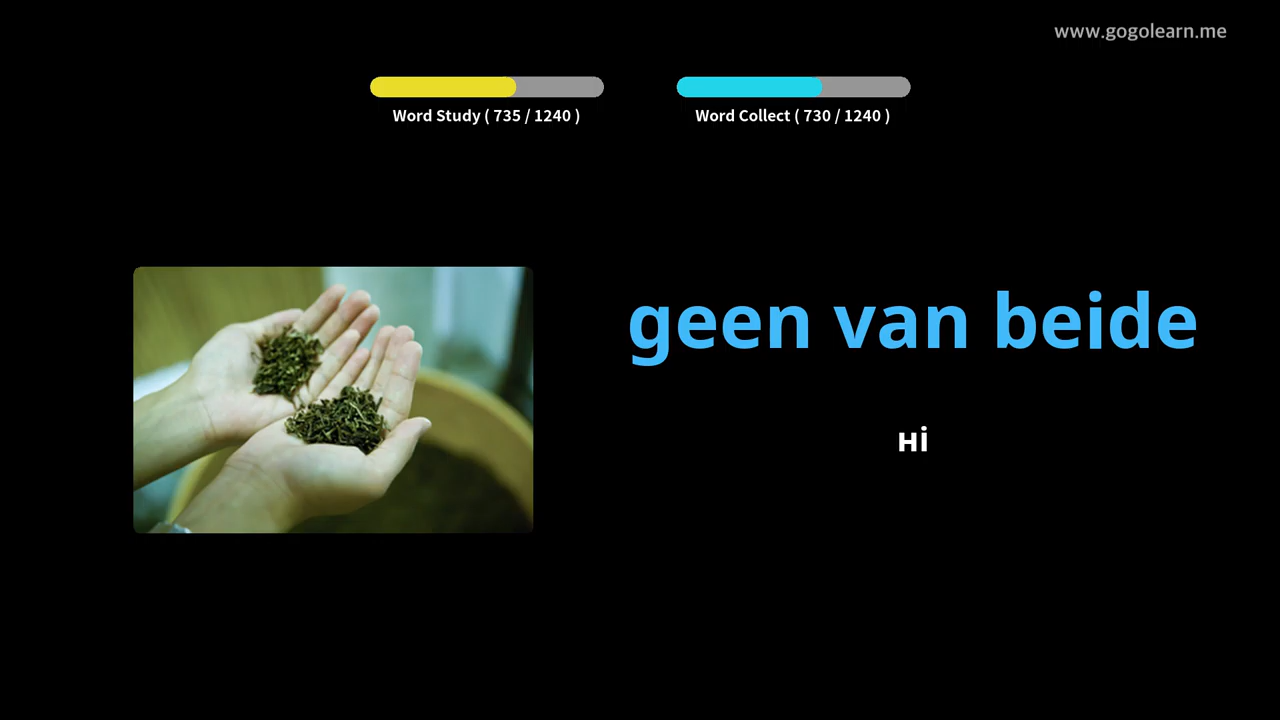 www.gogolearn.me
Word Study ( 735 / 1240 )
Word Collect ( 730 / 1240 )
geen van beide
ні